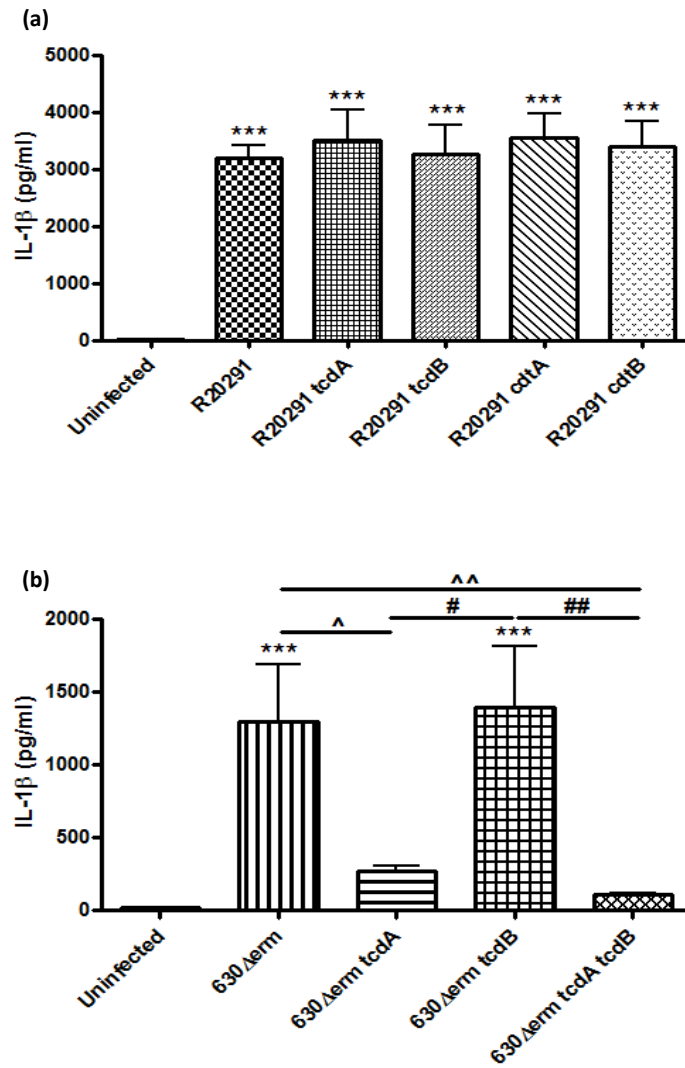 (a)
5000
4000
3000
2000
1000
0
IL-1β (pg/ml)
***
***
***
***
***
Uninfected
R20291
R20291 tcdA
R20291 tcdB
R20291 cdtA
R20291 cdtB
(b)
2000
1500
1000
500
0
IL-1β (pg/ml)
^^
^
#
##
***
***
Uninfected
630Δerm
630Δerm tcdA
630Δerm tcdB
630Δerm tcdA tcdB